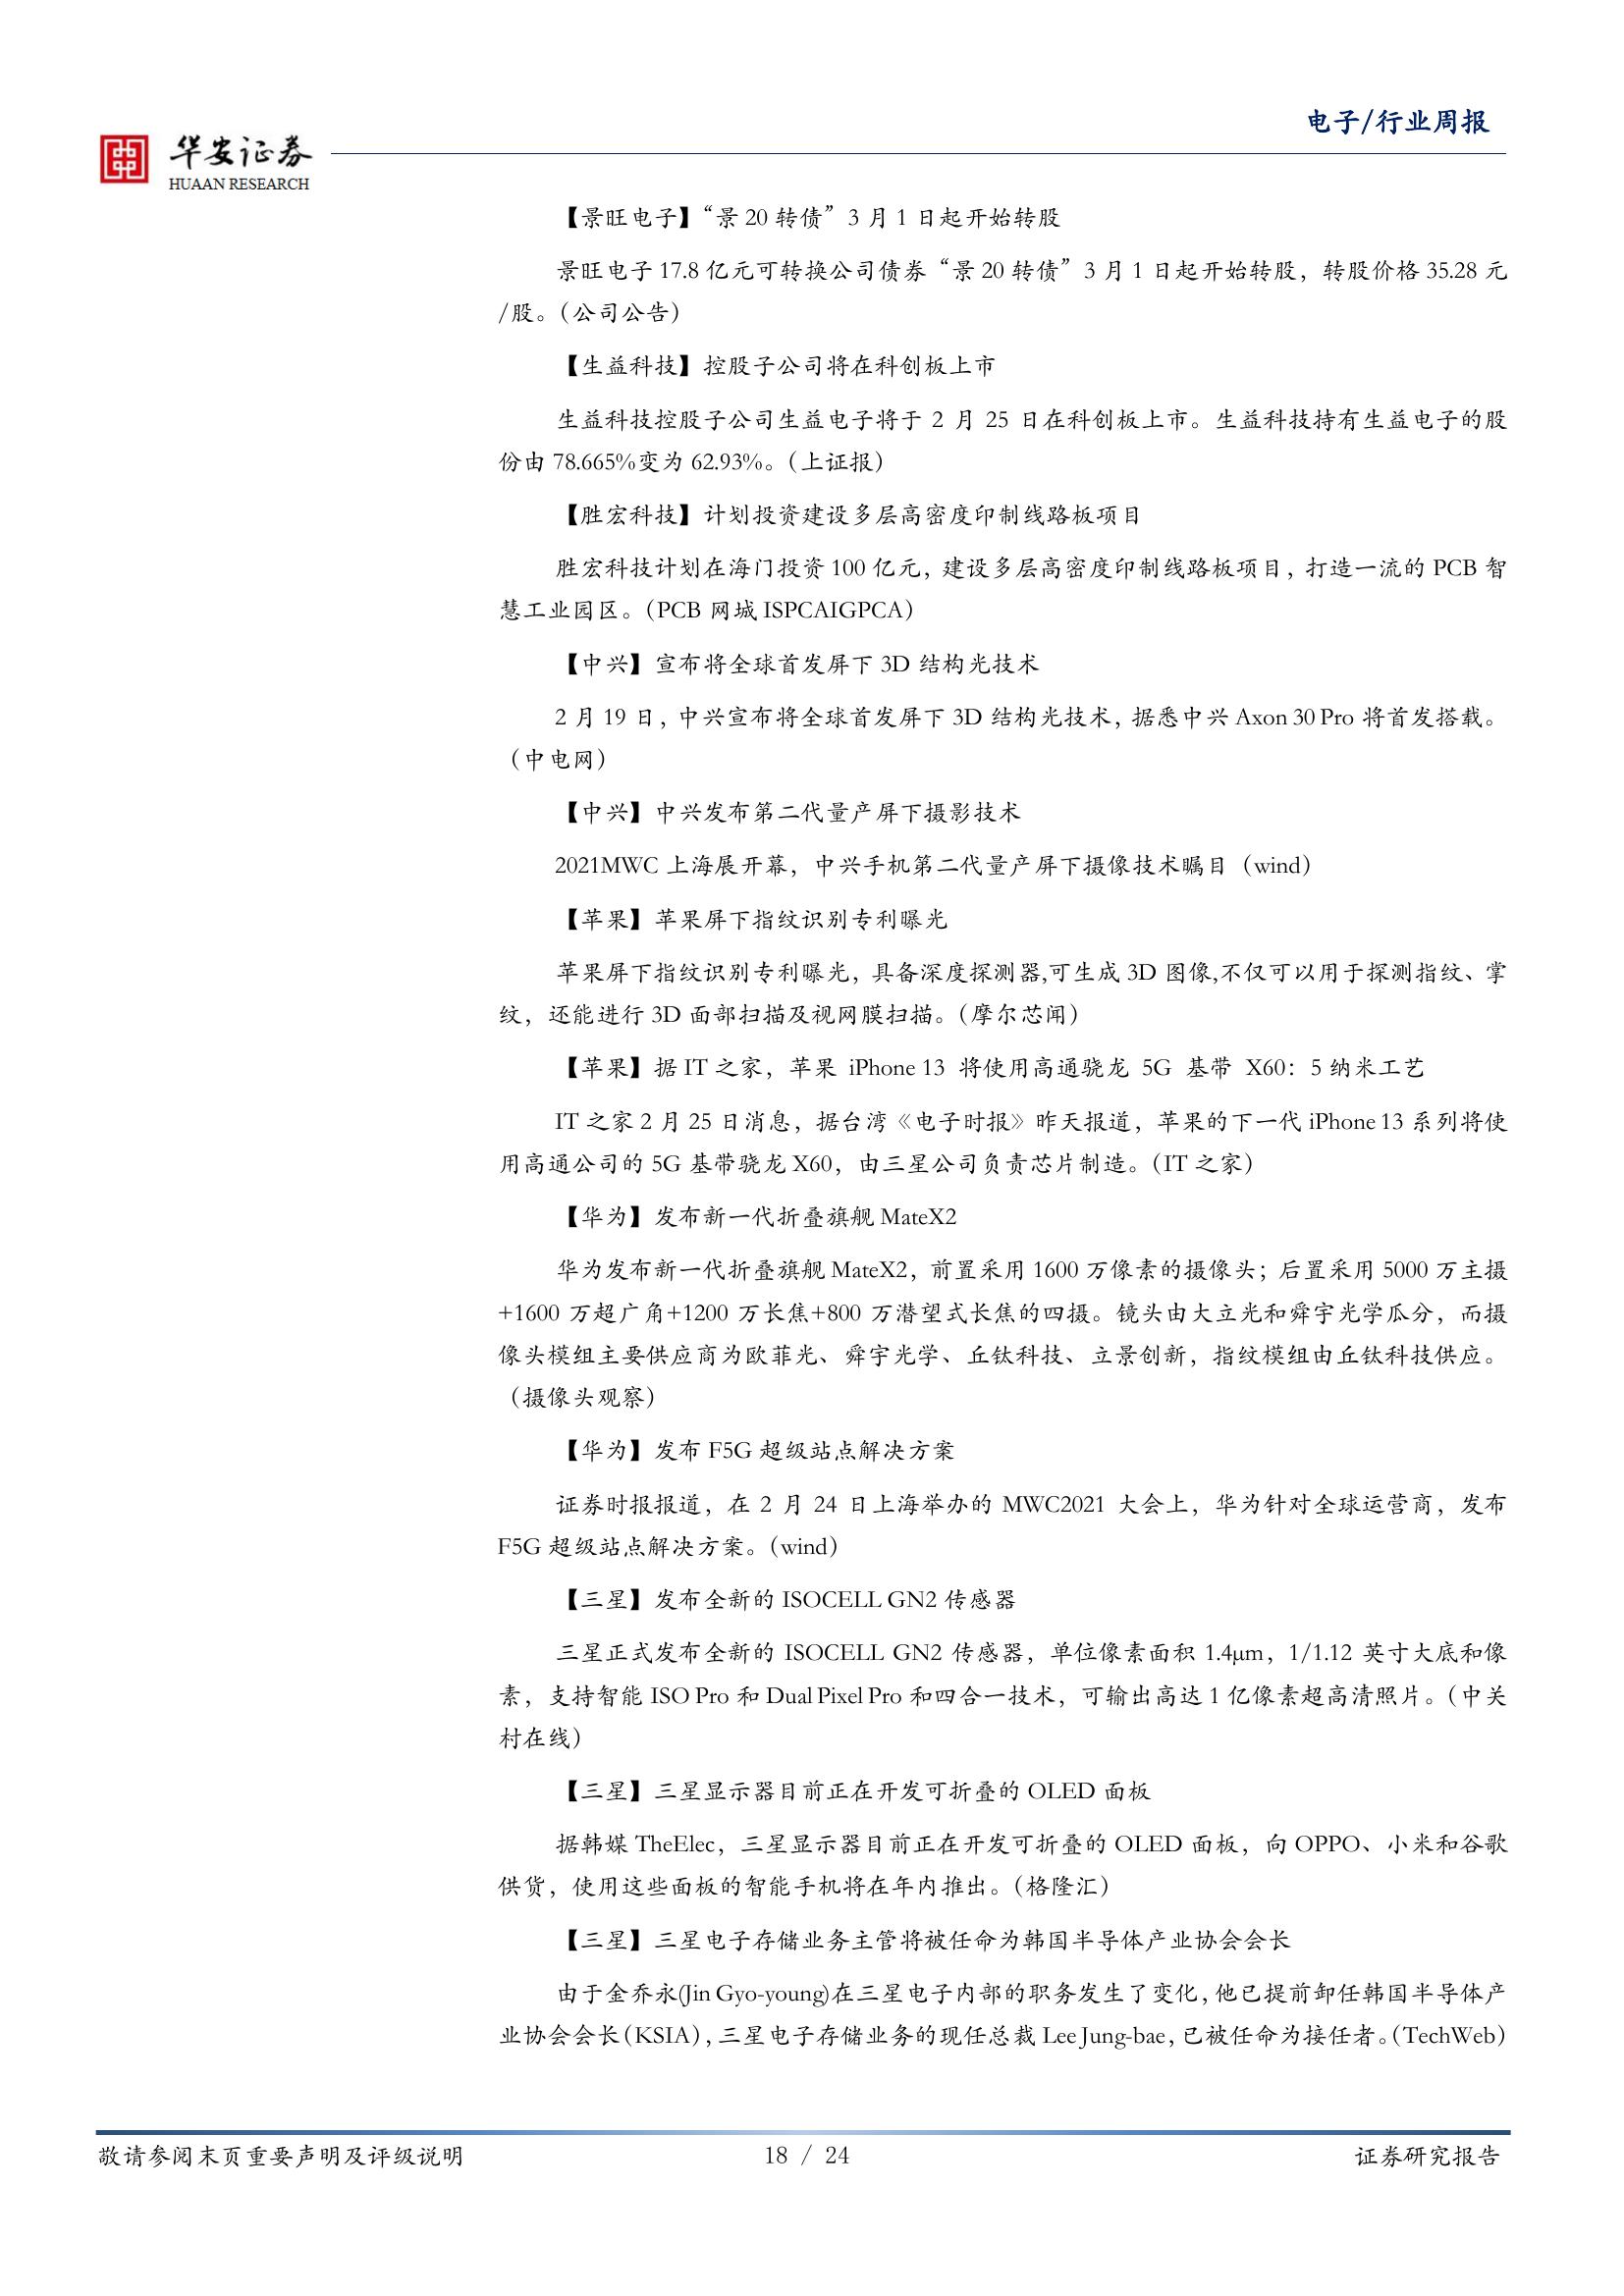 电子/行业周报
华安证券
HUAAN RESEARCH
【景旺电子】“景 20 转债”3 月 1 日起开始转股
景旺电子 17.8 亿元可转换公司债券“景 20 转债”3 月 1 日起开始转股，转股价格 35.28 元
/股。（公司公告）
【生益科技】控股子公司将在科创板上市
生益科技控股子公司生益电子将于 2 月 25 日在科创板上市。生益科技持有生益电子的股
份由 78.665%变为 62.93%。（上证报）
【胜宏科技】计划投资建设多层高密度印制线路板项目
胜宏科技计划在海门投资 100 亿元，建设多层高密度印制线路板项目，打造一流的 PCB 智
慧工业园区。（PCB 网城 ISPCAIGPCA）
【中兴】宣布将全球首发屏下 3D 结构光技术
2 月 19 日，中兴宣布将全球首发屏下 3D 结构光技术，据悉中兴 Axon 30 Pro 将首发搭载。
（中电网）
【中兴】中兴发布第二代量产屏下摄影技术
2021MWC 上海展开幕，中兴手机第二代量产屏下摄像技术瞩目（wind）
【苹果】苹果屏下指纹识别专利曝光
苹果屏下指纹识别专利曝光，具备深度探测器,可生成 3D 图像,不仅可以用于探测指纹、掌
纹，还能进行 3D 面部扫描及视网膜扫描。（摩尔芯闻）
【苹果】据 IT 之家，苹果 iPhone 13 将使用高通骁龙 5G 基带 X60：5 纳米工艺
IT 之家 2 月 25 日消息，据台湾《电子时报》昨天报道，苹果的下一代 iPhone 13 系列将使
用高通公司的 5G 基带骁龙 X60，由三星公司负责芯片制造。（IT 之家）
【华为】发布新一代折叠旗舰 MateX2
华为发布新一代折叠旗舰 MateX2，前置采用 1600 万像素的摄像头；后置采用 5000 万主摄
+1600 万超广角+1200 万长焦+800 万潜望式长焦的四摄。镜头由大立光和舜宇光学瓜分，而摄
像头模组主要供应商为欧菲光、舜宇光学、丘钛科技、立景创新，指纹模组由丘钛科技供应。
（摄像头观察）
【华为】发布 F5G 超级站点解决方案
证券时报报道，在 2 月 24 日上海举办的 MWC2021 大会上，华为针对全球运营商，发布
F5G 超级站点解决方案。（wind）
【三星】发布全新的 ISOCELL GN2 传感器
三星正式发布全新的 ISOCELL GN2 传感器，单位像素面积 1.4μm，1/1.12 英寸大底和像
素，支持智能 ISO Pro 和 Dual Pixel Pro 和四合一技术，可输出高达 1 亿像素超高清照片。（中关
村在线）
【三星】三星显示器目前正在开发可折叠的 OLED 面板
据韩媒 TheElec，三星显示器目前正在开发可折叠的 OLED 面板，向 OPPO、小米和谷歌
供货，使用这些面板的智能手机将在年内推出。（格隆汇）
【三星】三星电子存储业务主管将被任命为韩国半导体产业协会会长
由于金乔永(Jin Gyo-young)在三星电子内部的职务发生了变化，他已提前卸任韩国半导体产
业协会会长（KSIA），三星电子存储业务的现任总裁 Lee Jung-bae，已被任命为接任者。（TechWeb）
敬请参阅末页重要声明及评级说明
18 / 24
证券研究报告